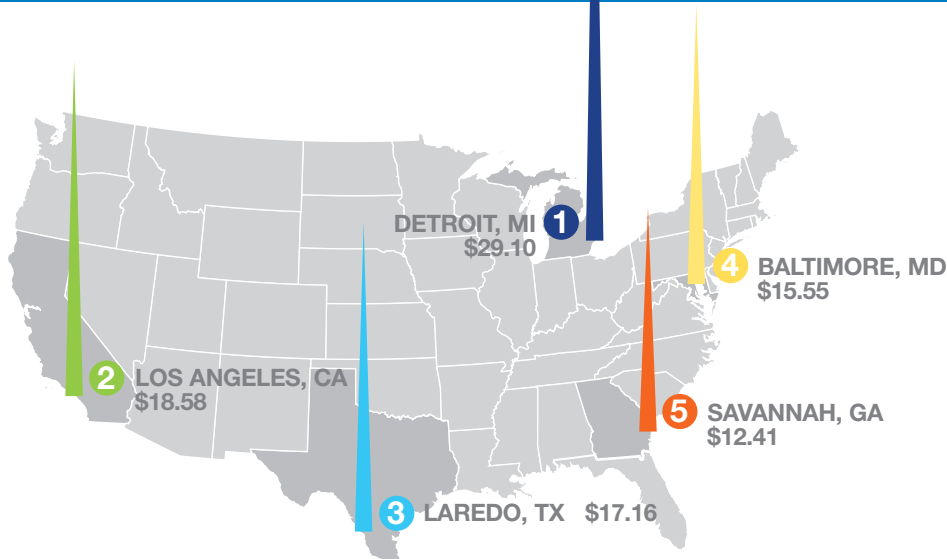 DETROIT, MI 1
$29.10
4 BALTIMORE, MD
$15.55
2 LOS ANGELES, CA
$18.58
5 SAVANNAH, GA
$12.41
3 LAREDO, TX $17.16